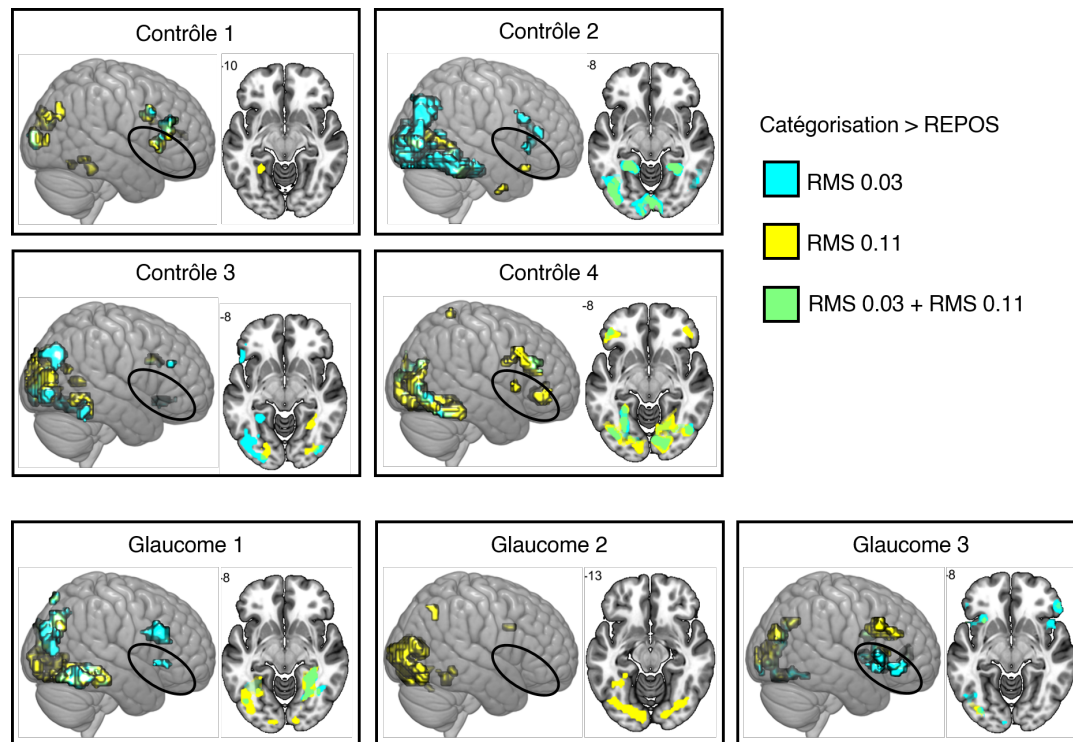 Contrôle 1
-10
Contrôle 2
-8
Catégorisation > REPOS
RMS 0.03
RMS 0.11
RMS 0.03 + RMS 0.11
Contrôle 3
-8
Contrôle 4
-8
Glaucome 1
-8
Glaucome 2
-13
Glaucome 3
-8